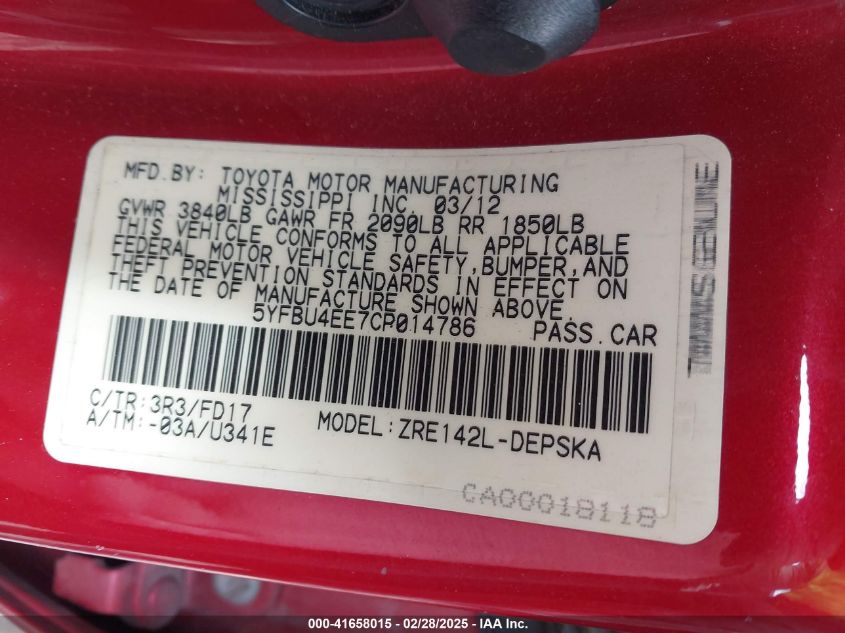 MFD.BY: TOYOTA MOTOR MANUFACTURING
MISSISSIPPI INC. 03/12
GVWR 3840LB GAWR FR 2090LB RR 1850LB
THIS VEHICLE CONFORMS TO ALL APPLICABLE
FEDERAL MOTOR VEHICLE SAFETY,BUMPER,AND
THEFT PREVENTION STANDARDS IN EFFECT ON
THE DATE OF MANUFACTURE SHOWN ABOVE.
5YFBU4EE7CP014786 PASS.CAR
C/TR:3R3/FD17
A/TM:-03A/U341E
MODEL:ZRE142L-DEPSKA
CA00018118
GENUINE
000-41658015 - 02/28/2025 - IAA Inc.